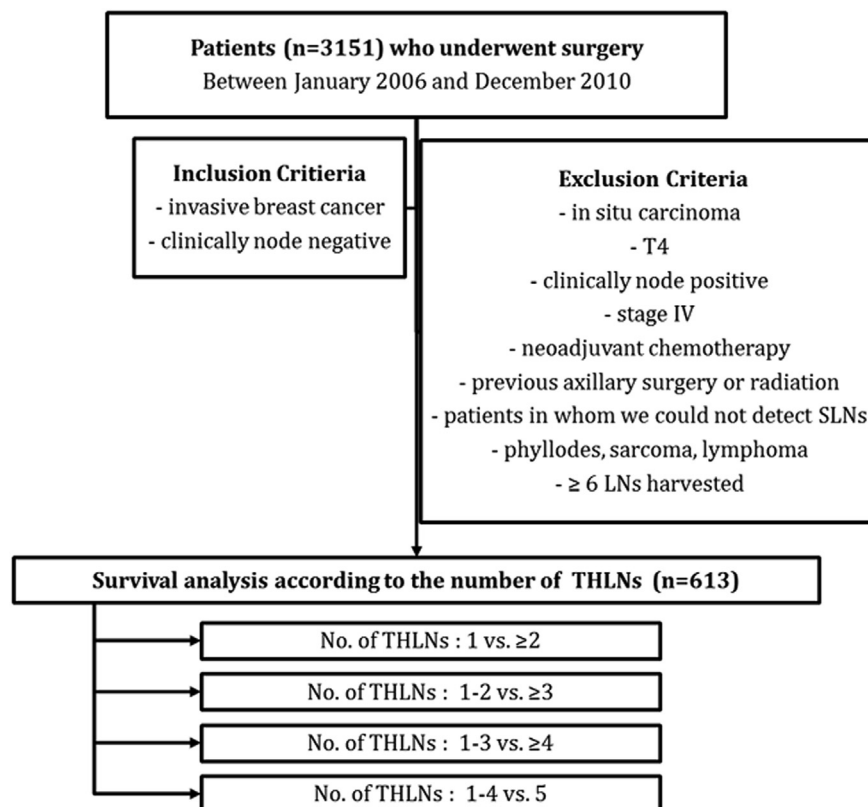 Patients (n=3151) who underwent surgery
Between January 2006 and December 2010
Inclusion Critieria
- invasive breast cancer
- clinically node negative
Exclusion Criteria
- in situ carcinoma
- T4
- clinically node positive
- stage IV
- neoadjuvant chemotherapy
- previous axillary surgery or radiation
- patients in whom we could not detect SLNs
- phyllodes, sarcoma, lymphoma
- ≥ 6 LNs harvested
Survival analysis according to the number of THLNs (n=613)
No. of THLNs : 1 vs. ≥2
No. of THLNs : 1-2 vs. ≥3
No. of THLNs : 1-3 vs. ≥4
No. of THLNs : 1-4 vs. 5